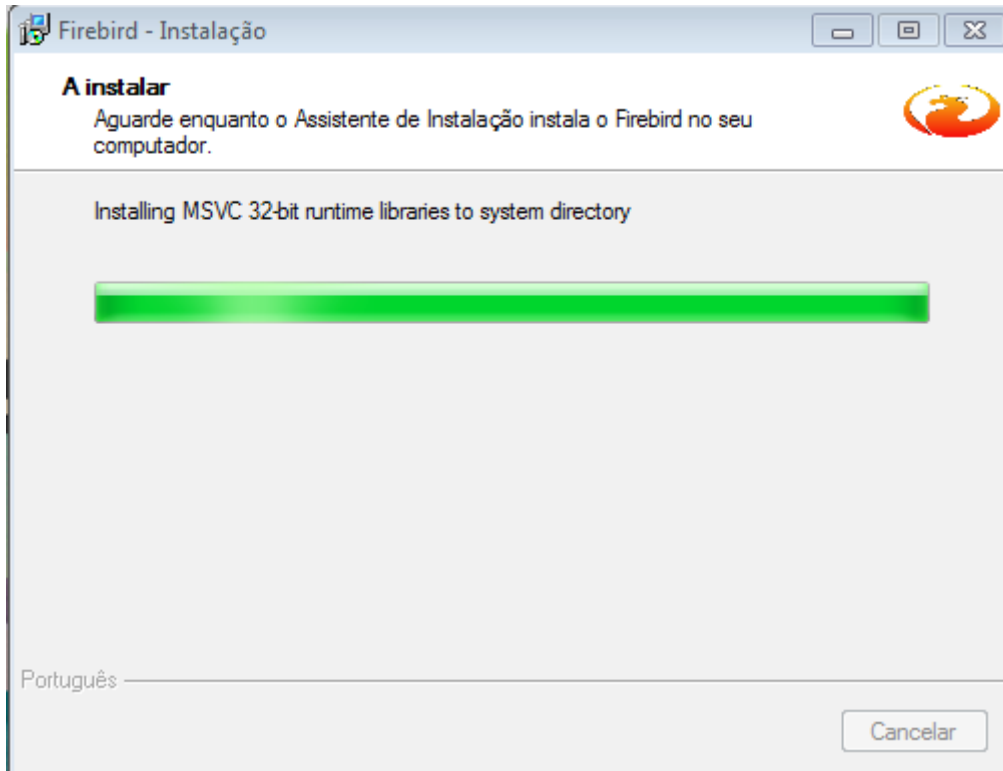 Firebird - Instalação
A instalar
Aguarde enquanto o Assistente de Instalação instala o Firebird no seu
computador.
Installing MSVC 32-bit runtime libraries to system directory
Português
Cancelar